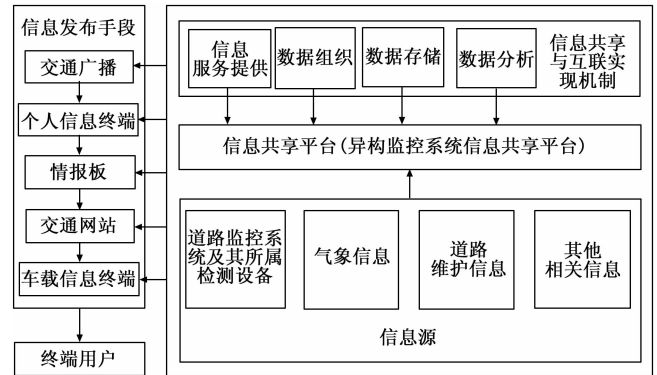 信息发布手段
交通广播
个人信息终端
情报板
交通网站
车载信息终端
终端用户
信息
服务提供
数据组织
数据存储
数据分析
信息共享
与互联实
现机制
信息共享平台(异构监控系统信息共享平台)
道路监控系
统及其所属
检测设备
气象信息
道路
维护信息
其他
相关信息
信息源